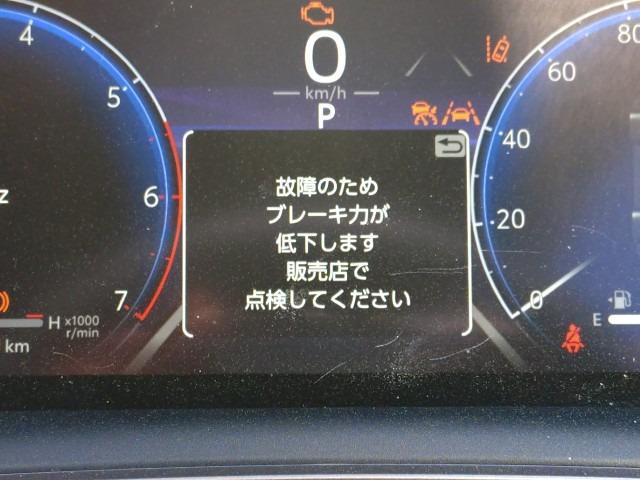 4
5
6
7
z
H x1000
r/min
km
0
km/h
P
故障のため
ブレーキ力が
低下します
販売店で
点検してください
80
60
40
20
0
E